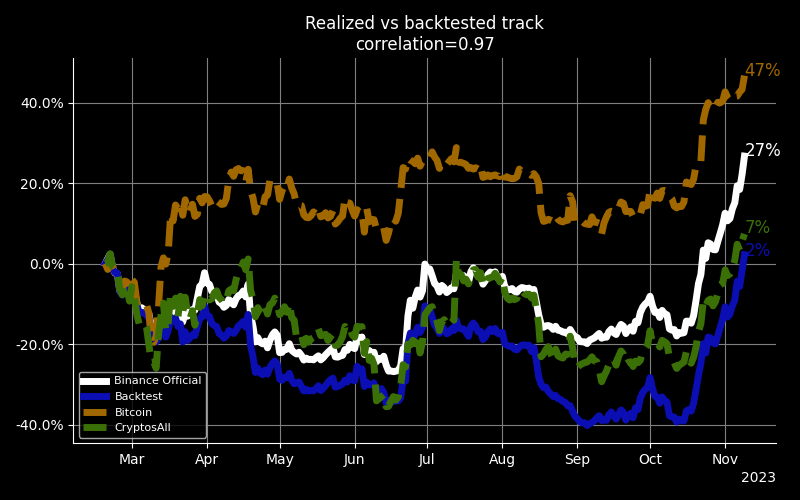 Realized vs backtested track
correlation=0.97
47%
40.0%
27%
20.0%
7%
0.0%
2%
-20.0%
Binance Official
Backtest
Bitcoin
CryptosAll
-40.0%
Mar Apr May Jun Jul Aug Sep Oct Nov
2023